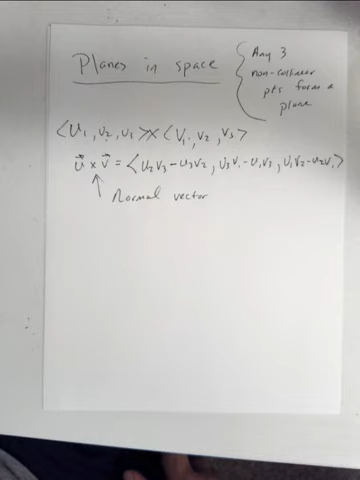 Planes in space
Any 3
non-collinear
pts form a
plane
⟨u₁, u₂, u₃⟩×⟨v₁, v₂, v₃⟩
u⃗ × v⃗ = ⟨u₂v₃-u₃v₂, u₃v₁-u₁v₃, u₁v₂-u₂v₁⟩
Normal vector